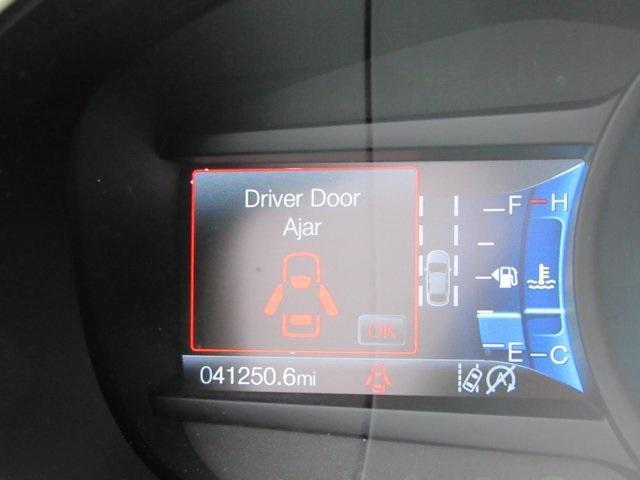 Driver Door
Ajar
OK
F
H
E
C
041250.6mi